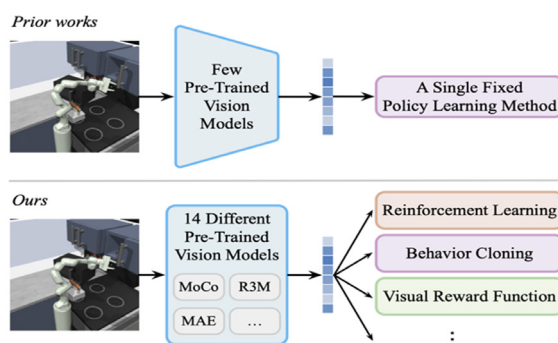 Prior works
Few
Pre-Trained
Vision
Models
A Single Fixed
Policy Learning Method
Ours
14 Different
Pre-Trained
Vision Models
MoCo
R3M
MAE
...
Reinforcement Learning
Behavior Cloning
Visual Reward Function
: